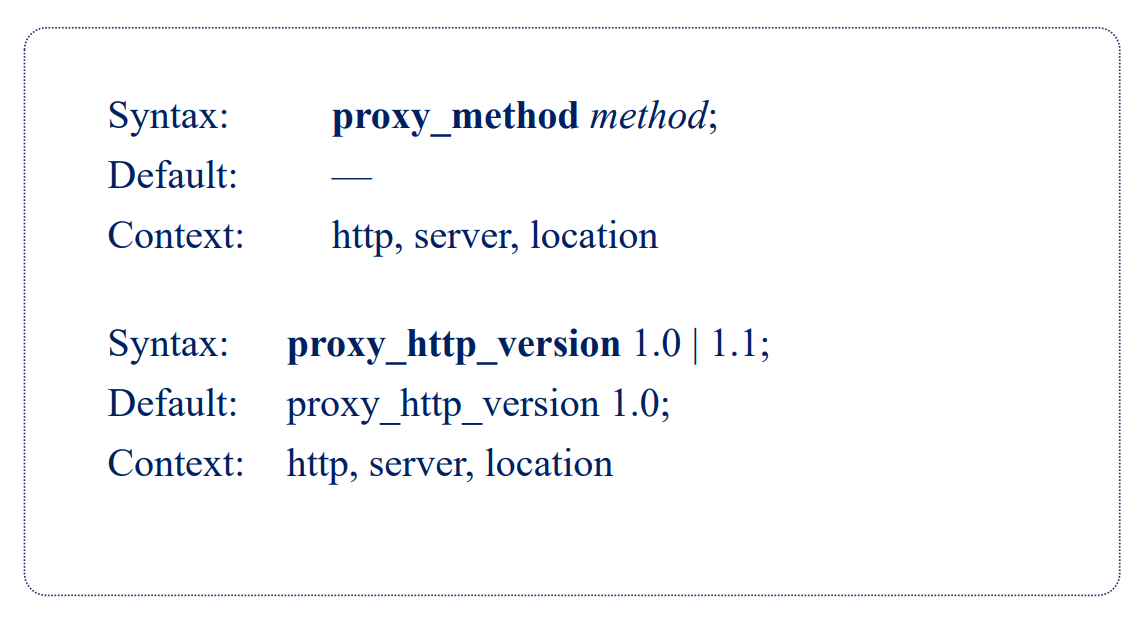 Syntax: proxy_method method;
Default: —
Context: http, server, location
Syntax: proxy_http_version 1.0 | 1.1;
Default: proxy_http_version 1.0;
Context: http, server, location